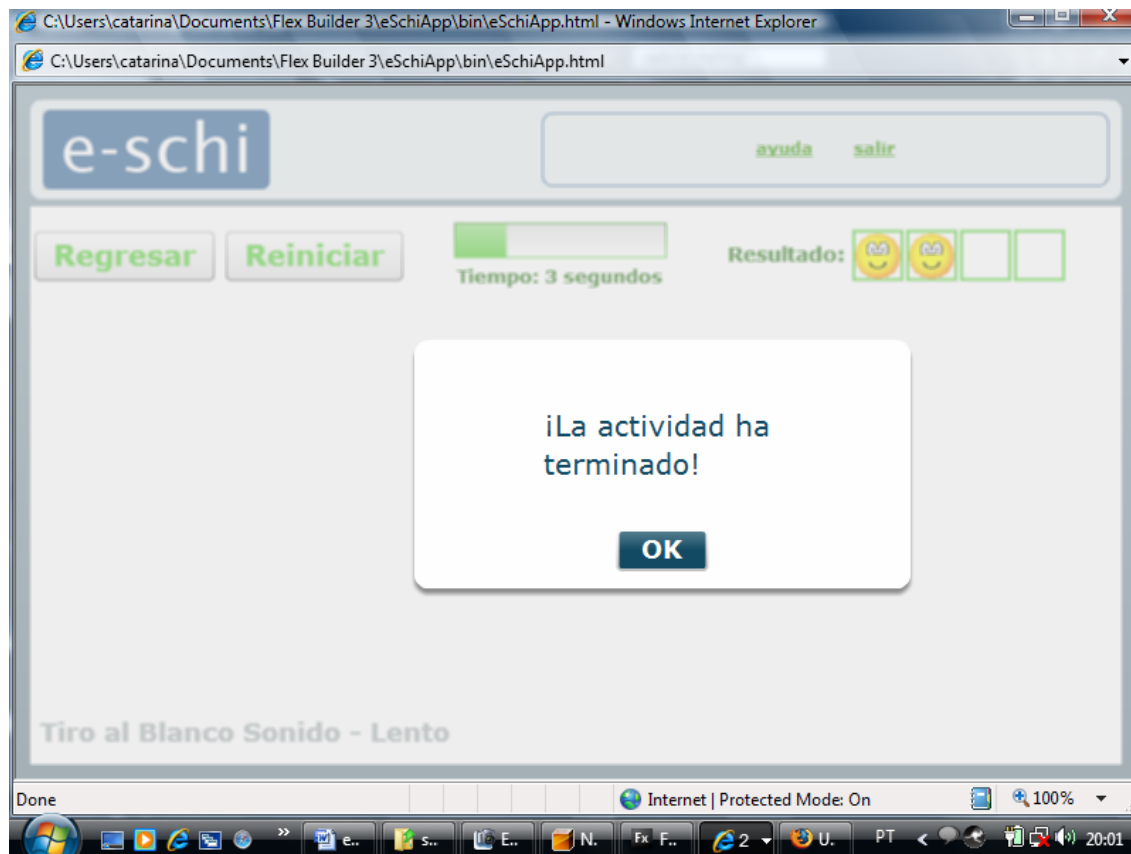 C:\Users\catarina\Documents\Flex Builder 3\eSchiApp\bin\eSchiApp.html - Windows Internet Explorer
C:\Users\catarina\Documents\Flex Builder 3\eSchiApp\bin\eSchiApp.html
e-schi
ayuda salir
Regresar Reiniciar
Tiempo: 3 segundos
Resultado:
¡La actividad ha
terminado!
OK
Tiro al Blanco Sonido - Lento
Done Internet | Protected Mode: On 100%
» e.. s... E.. N. Fx F.. 2 U. PT 20:01